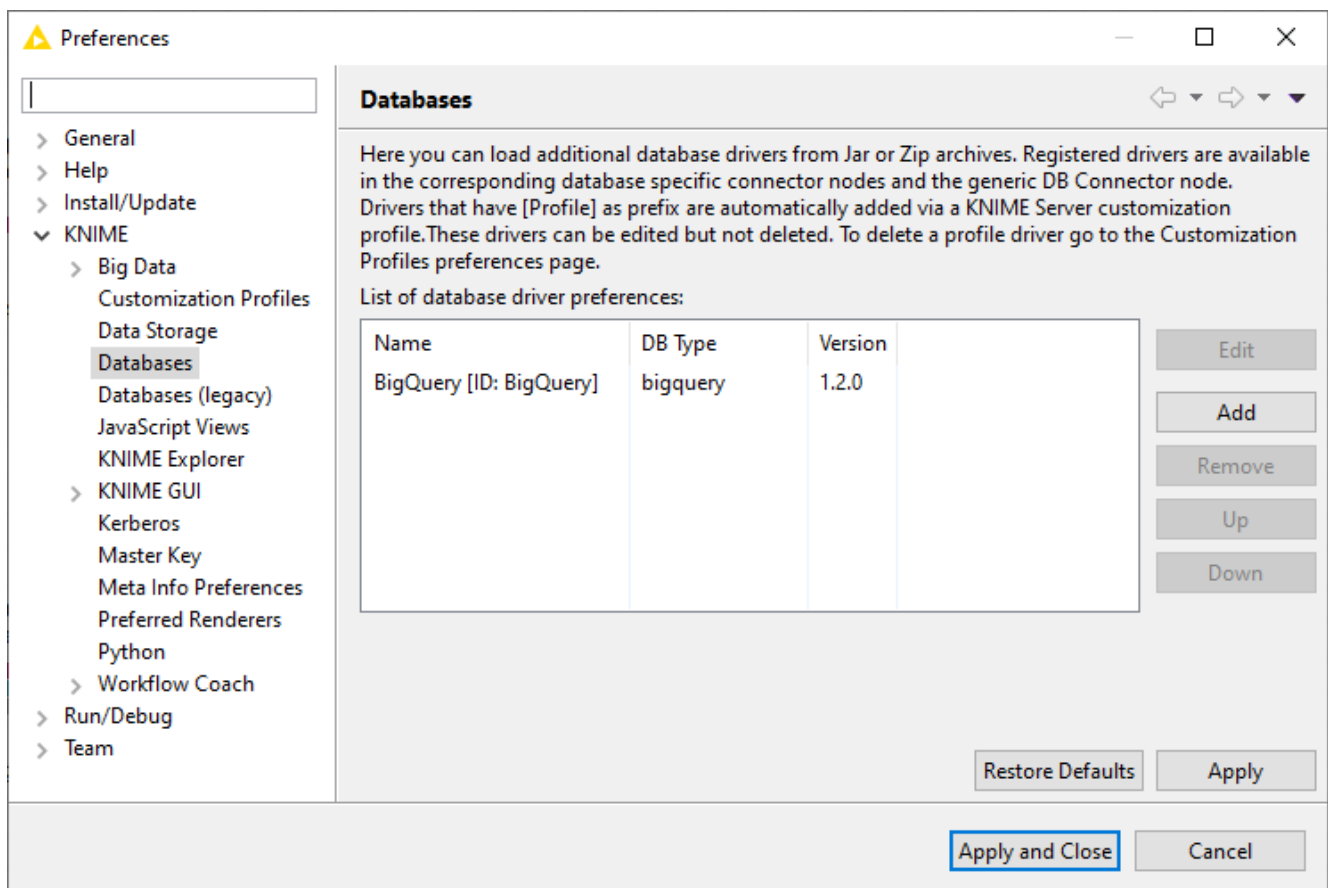 Preferences
Databases
General
Help
Install/Update
KNIME
Big Data
Customization Profiles
Data Storage
Databases
Databases (legacy)
JavaScript Views
KNIME Explorer
KNIME GUI
Kerberos
Master Key
Meta Info Preferences
Preferred Renderers
Python
Workflow Coach
Run/Debug
Team
Here you can load additional database drivers from Jar or Zip archives. Registered drivers are available
in the corresponding database specific connector nodes and the generic DB Connector node.
Drivers that have [Profile] as prefix are automatically added via a KNIME Server customization
profile.These drivers can be edited but not deleted. To delete a profile driver go to the Customization
Profiles preferences page.
List of database driver preferences:
Name DB Type Version
BigQuery [ID: BigQuery] bigquery 1.2.0
Edit
Add
Remove
Up
Down
Restore Defaults Apply
Apply and Close Cancel